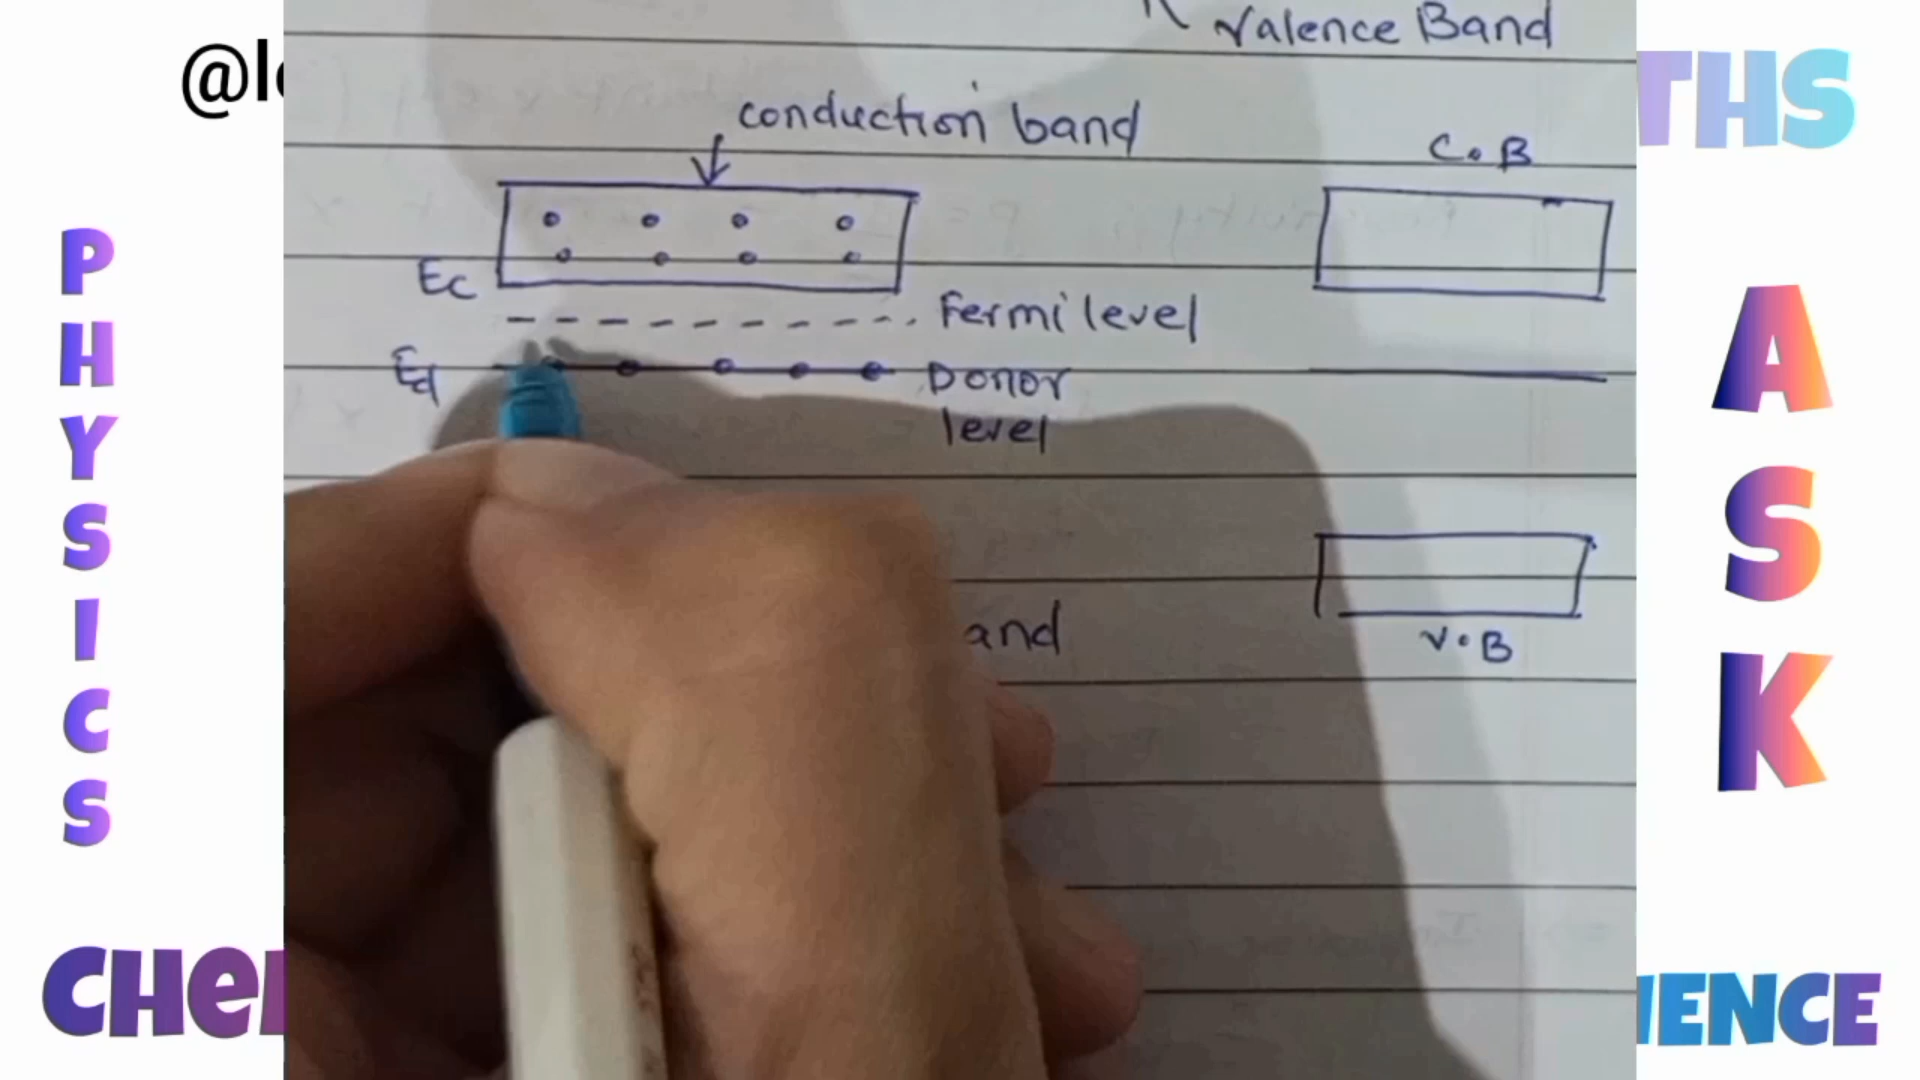 Valence Band
@l
conduction band
C.B
Ec
Fermi level
Ed
Donor
level
and
V.B
PHYSICS
THS
ASK
CHe
IENCE